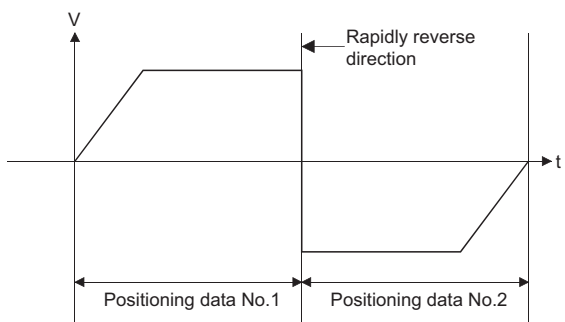 V
Rapidly reverse
direction
t
Positioning data No.1
Positioning data No.2